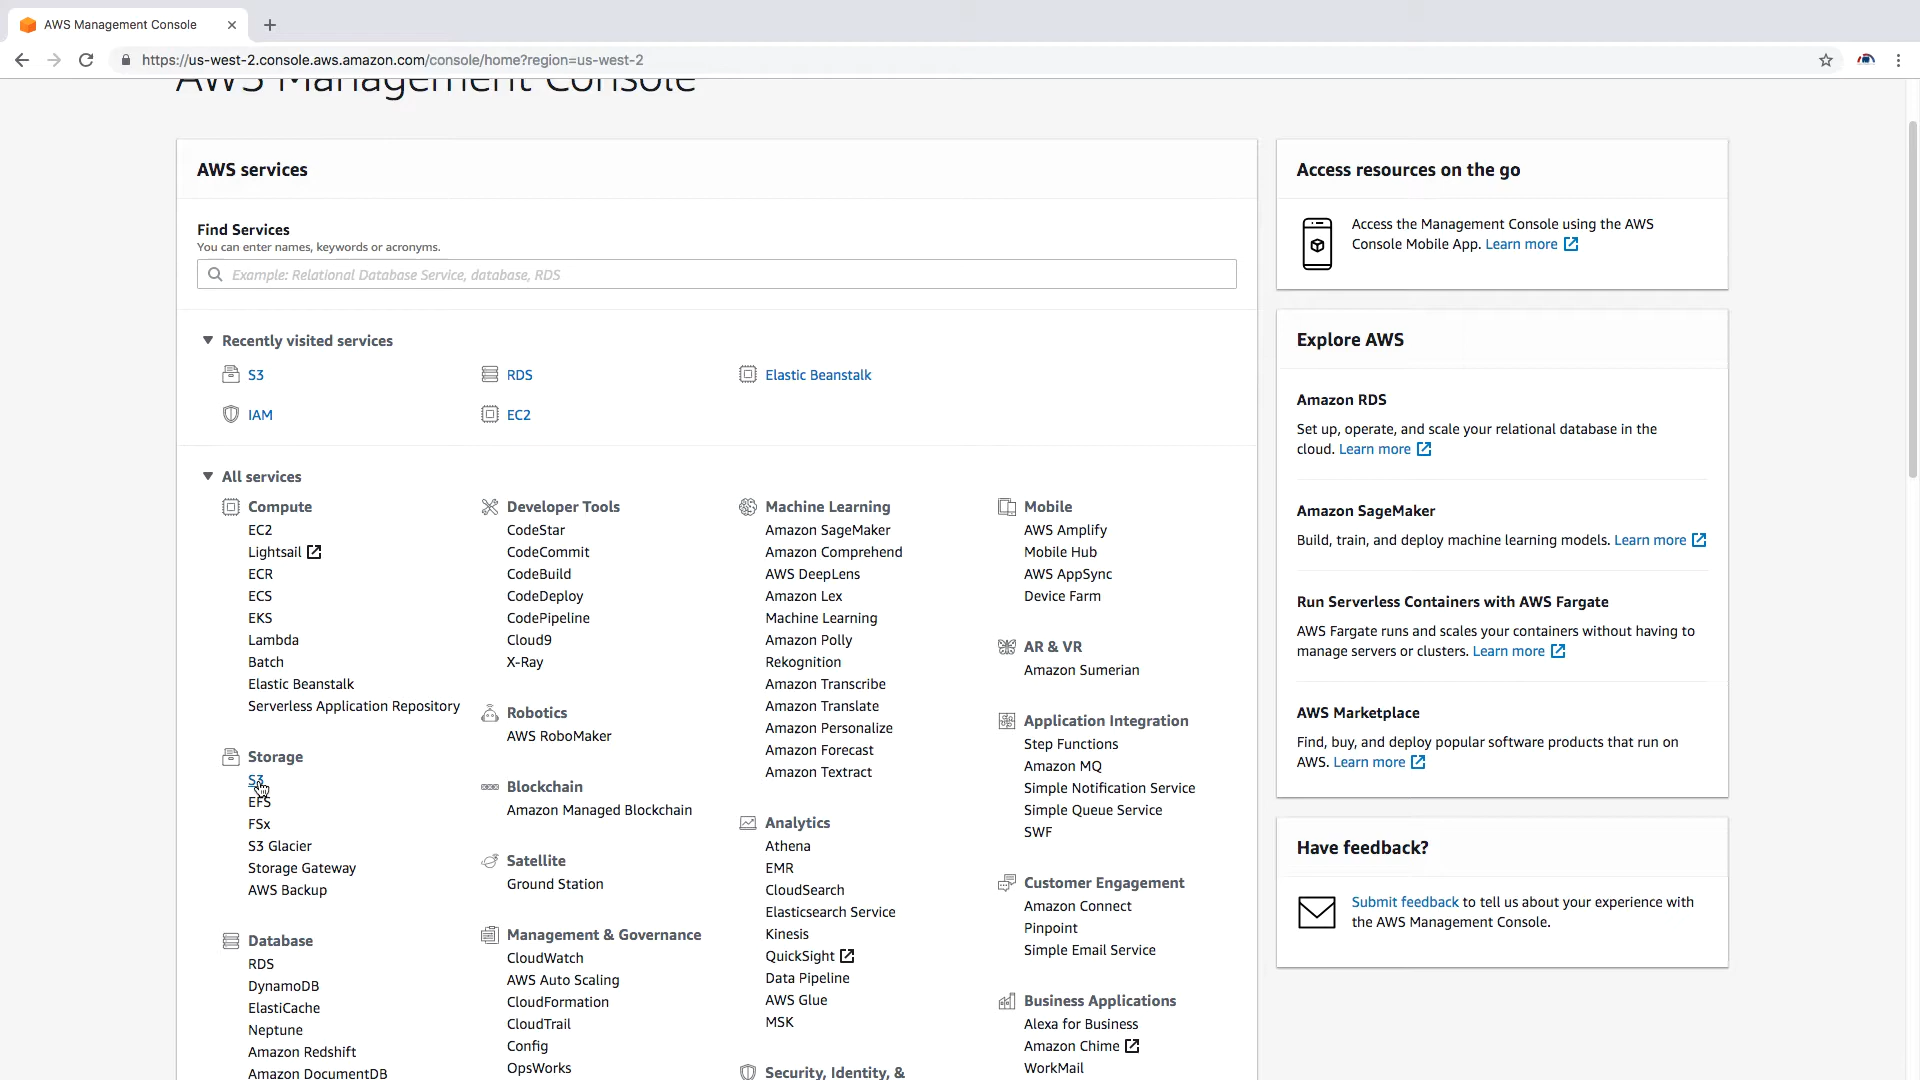 AWS Management Console
https://us-west-2.console.aws.amazon.com/console/home?region=us-west-2
AWS Management Console
AWS services
Find Services
You can enter names, keywords or acronyms.
Example: Relational Database Service, database, RDS
Recently visited services
S3
RDS
Elastic Beanstalk
IAM
EC2
All services
Compute
EC2
Lightsail
ECR
ECS
EKS
Lambda
Batch
Elastic Beanstalk
Serverless Application Repository
Storage
S3
EFS
FSx
S3 Glacier
Storage Gateway
AWS Backup
Database
RDS
DynamoDB
ElastiCache
Neptune
Amazon Redshift
Amazon DocumentDB
Developer Tools
CodeStar
CodeCommit
CodeBuild
CodeDeploy
CodePipeline
Cloud9
X-Ray
Robotics
AWS RoboMaker
Blockchain
Amazon Managed Blockchain
Satellite
Ground Station
Management & Governance
CloudWatch
AWS Auto Scaling
CloudFormation
CloudTrail
Config
OpsWorks
Machine Learning
Amazon SageMaker
Amazon Comprehend
AWS DeepLens
Amazon Lex
Machine Learning
Amazon Polly
Rekognition
Amazon Transcribe
Amazon Translate
Amazon Personalize
Amazon Forecast
Amazon Textract
Analytics
Athena
EMR
CloudSearch
Elasticsearch Service
Kinesis
QuickSight
Data Pipeline
AWS Glue
MSK
Security, Identity, &
Mobile
AWS Amplify
Mobile Hub
AWS AppSync
Device Farm
AR & VR
Amazon Sumerian
Application Integration
Step Functions
Amazon MQ
Simple Notification Service
Simple Queue Service
SWF
Customer Engagement
Amazon Connect
Pinpoint
Simple Email Service
Business Applications
Alexa for Business
Amazon Chime
WorkMail
Access resources on the go
Access the Management Console using the AWS
Console Mobile App. Learn more
Explore AWS
Amazon RDS
Set up, operate, and scale your relational database in the
cloud. Learn more
Amazon SageMaker
Build, train, and deploy machine learning models. Learn more
Run Serverless Containers with AWS Fargate
AWS Fargate runs and scales your containers without having to
manage servers or clusters. Learn more
AWS Marketplace
Find, buy, and deploy popular software products that run on
AWS. Learn more
Have feedback?
Submit feedback to tell us about your experience with
the AWS Management Console.